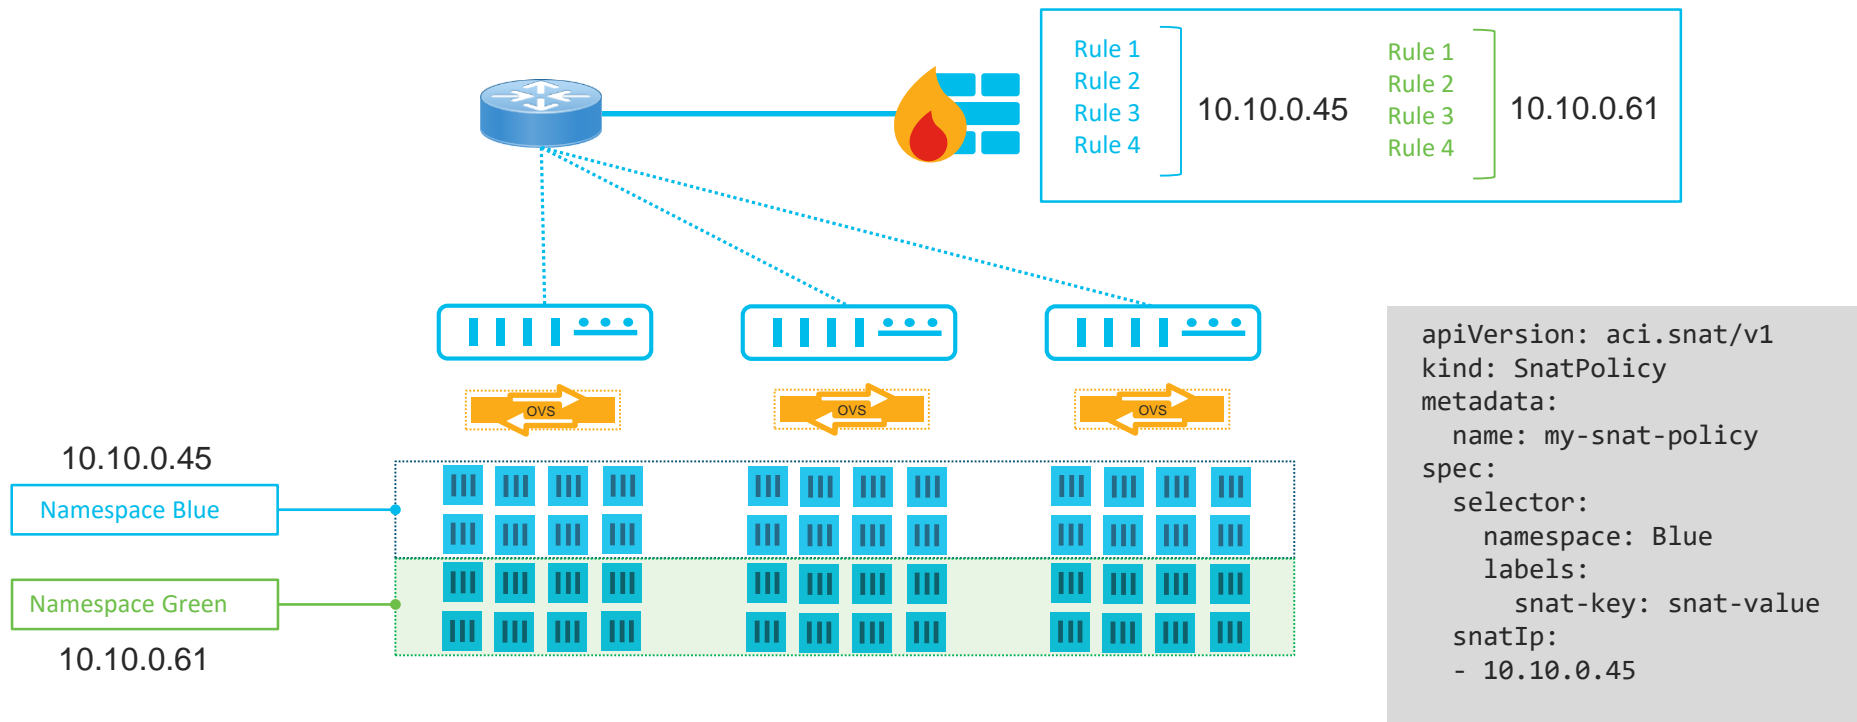 Rule 1
Rule 2
Rule 3
Rule 4
10.10.0.45
Rule 1
Rule 2
Rule 3
Rule 4
10.10.0.61
OVS
OVS
OVS
10.10.0.45
Namespace Blue
Namespace Green
10.10.0.61
apiVersion: aci.snat/v1
kind: SnatPolicy
metadata:
  name: my-snat-policy
spec:
  selector:
    namespace: Blue
    labels:
      snat-key: snat-value
  snatIp:
  - 10.10.0.45